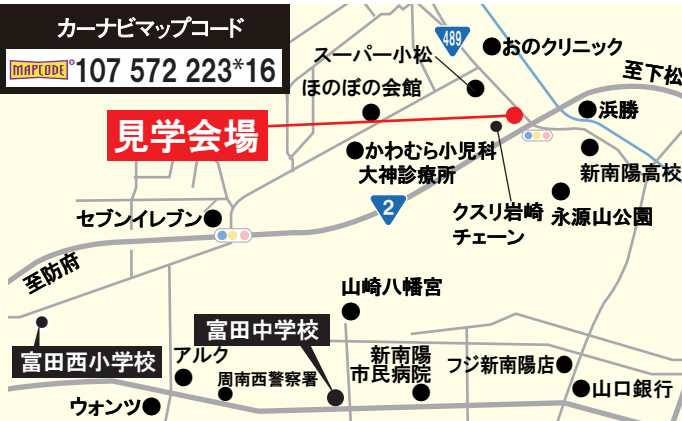 カーナビマップコード
MAPCODE® 107 572 223*16
489
おのクリニック
スーパー小松
至下松
ほのぼの会館
浜勝
見学会場
かわむら小児科
大神診療所
新南陽高校
2
クスリ岩崎
チェーン
永源山公園
セブンイレブン
至防府
山崎八幡宮
富田中学校
富田西小学校
アルク
新南陽
市民病院
フジ新南陽店
周南西警察署
山口銀行
ウォンツ